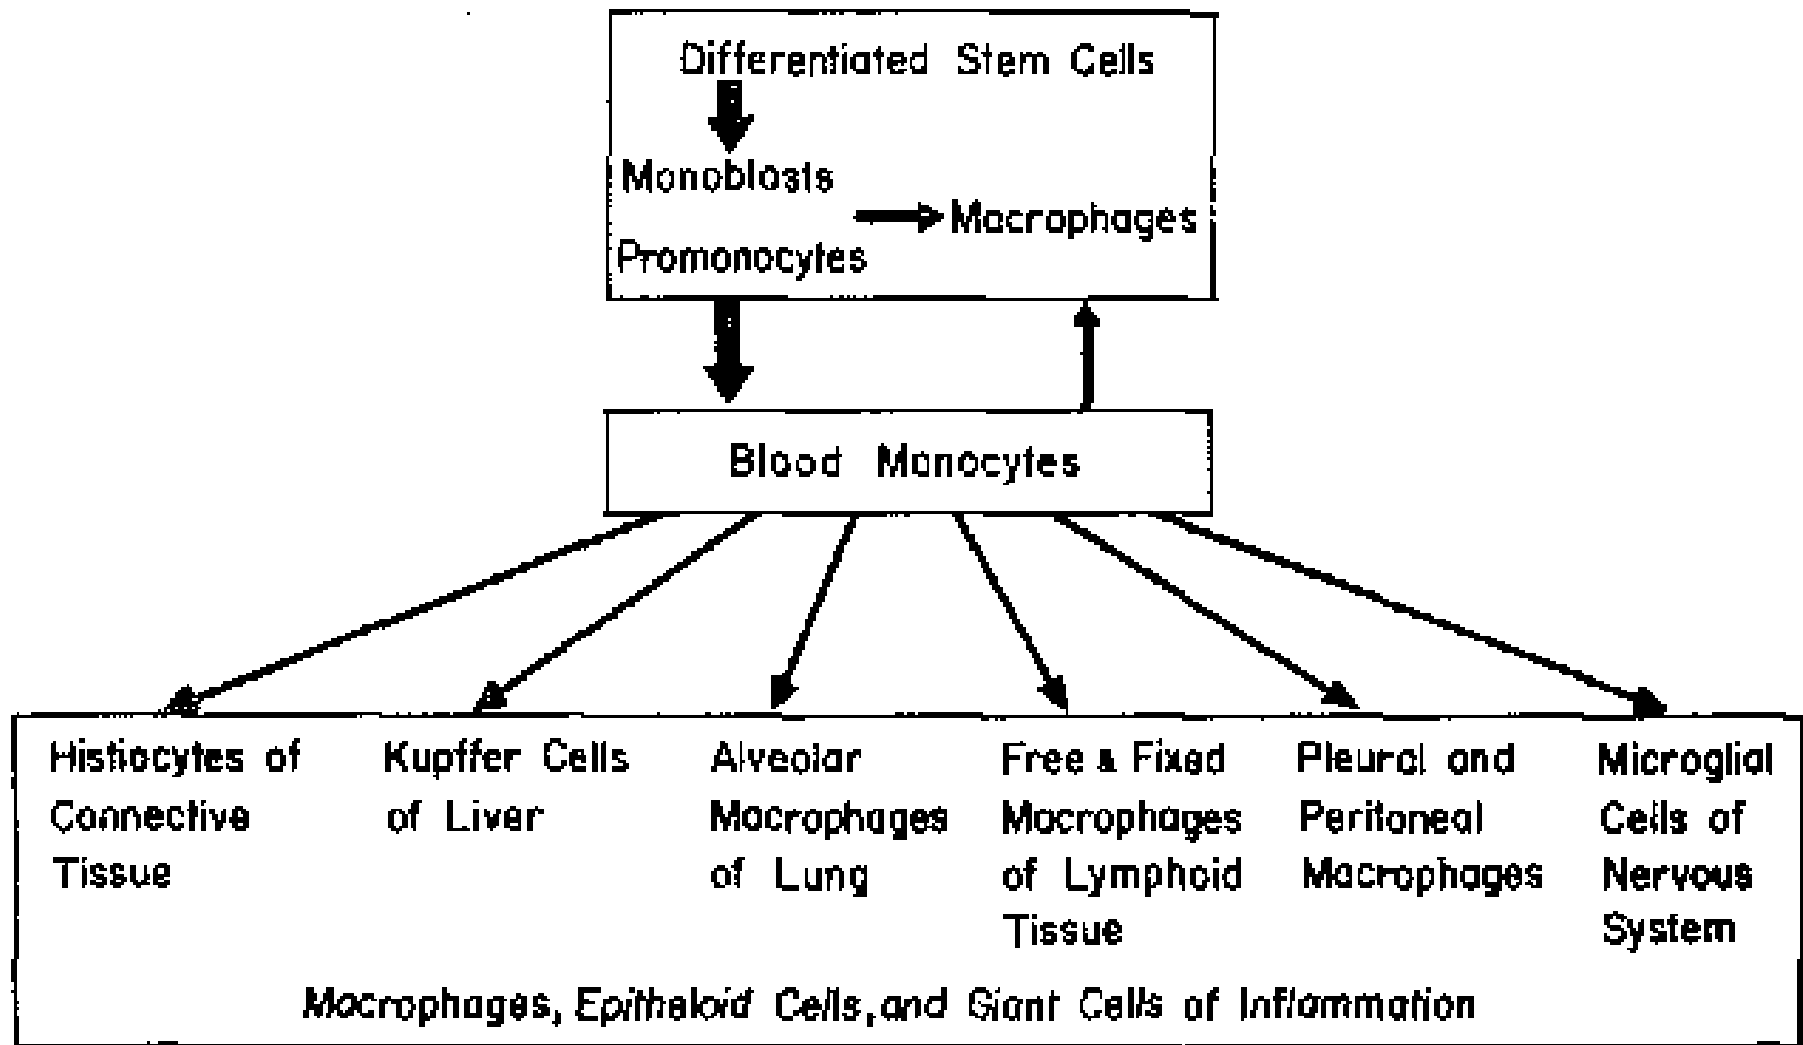 Differentiated Stem Cells
Monoblasts
Macrophages
Promonocytes
Blood Monocytes
Histiocytes of
Connective
Tissue
Kupffer Cells
of Liver
Alveolar
Macrophages
of Lung
Free & Fixed
Macrophages
of Lymphoid
Tissue
Pleural and
Peritoneal
Macrophages
Microglial
Cells of
Nervous
System
Macrophages, Epitheloid Cells, and Giant Cells of Inflammation